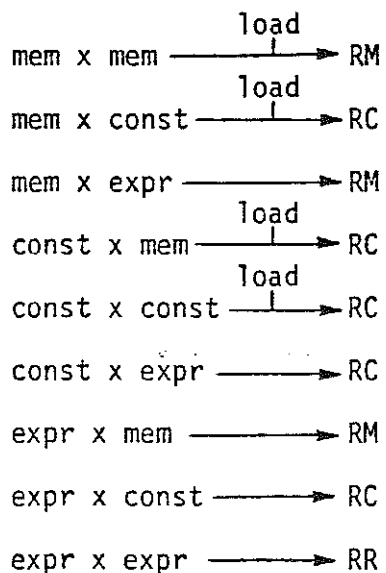 load
mem x mem RM
load
mem x const RC
mem x expr RM
load
const x mem RC
load
const x const RC
const x expr RC
expr x mem RM
expr x const RC
expr x expr RR